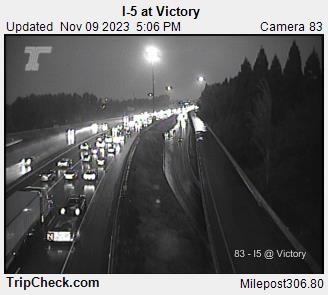 I-5 at Victory
Updated Nov 09 2023 5:06 PM Camera 83
83 - I5 @ Victory
TripCheck.com Milepost306.80